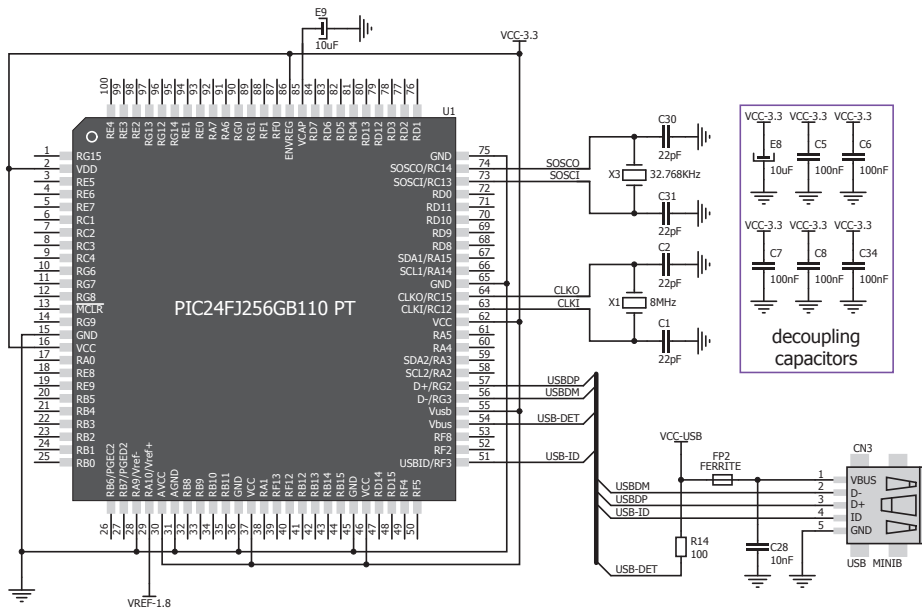 E9
10uF
VCC-3.3
100
99
98
97
96
95
94
93
92
91
90
89
88
87
86
85
84
83
82
81
80
79
78
77
76
U1
RE4
RE3
RE2
RG13
RG12
RG14
RE1
RE0
RA7
RA6
RG0
RG1
RF1
RF0
ENVREG
VCAP
RD7
RD6
RD5
RD4
RD13
RD12
RD3
RD2
RD1
1 RG15
2 VDD
3 RE5
4 RE6
5 RE7
6 RC1
7 RC2
8 RC3
9 RC4
10 RG6
11 RG7
12 RG8
13 MCLR
14 RG9
15 GND
16 VCC
17 RA0
18 RE8
19 RE9
20 RB5
21 RB4
22 RB3
23 RB2
24 RB1
25 RB0
PIC24FJ256GB110 PT
GND 75
SOSCO/RC14 74 SOSCO
SOSCI/RC13 73 SOSCI
RD0 72
RD11 71
RD10 70
RD9 69
RD8 68
SDA1/RA15 67
SCL1/RA14 66
GND 65
CLKO/RC15 64 CLKO
CLKI/RC12 63 CLKI
VCC 62
RA5 61
RA4 60
SDA2/RA3 59
SCL2/RA2 58
D+/RG2 57 USBDP
D-/RG3 56 USBDM
Vusb 55
Vbus 54 USB-DET
RF8 53
RF2 52
USBID/RF3 51 USB-ID
RB6/PGEC2
RB7/PGED2
RA9/Vref-
RA10/Vref+
AVCC
AGND
RB8
RB9
RB10
RB11
GND
VCC
RA1
RF13
RF12
RB12
RB13
RB14
RB15
GND
VCC
RD14
RD15
RF4
RF5
26
27
28
29
30
31
32
33
34
35
36
37
38
39
40
41
42
43
44
45
46
47
48
49
50
VREF-1.8
C30
22pF
X3 32.768KHz
C31
22pF
C2
22pF
X1 8MHz
C1
22pF
VCC-3.3 VCC-3.3 VCC-3.3
E8 C5 C6
10uF 100nF 100nF
VCC-3.3 VCC-3.3 VCC-3.3
C7 C8 C34
100nF 100nF 100nF
decoupling
capacitors
VCC-USB
FP2
FERRITE
CN3
1 VBUS
USBDM 2 D-
USBDP 3 D+
USB-ID 4 ID
5 GND
R14
100
C28
10nF
USB-DET
USB MINIB